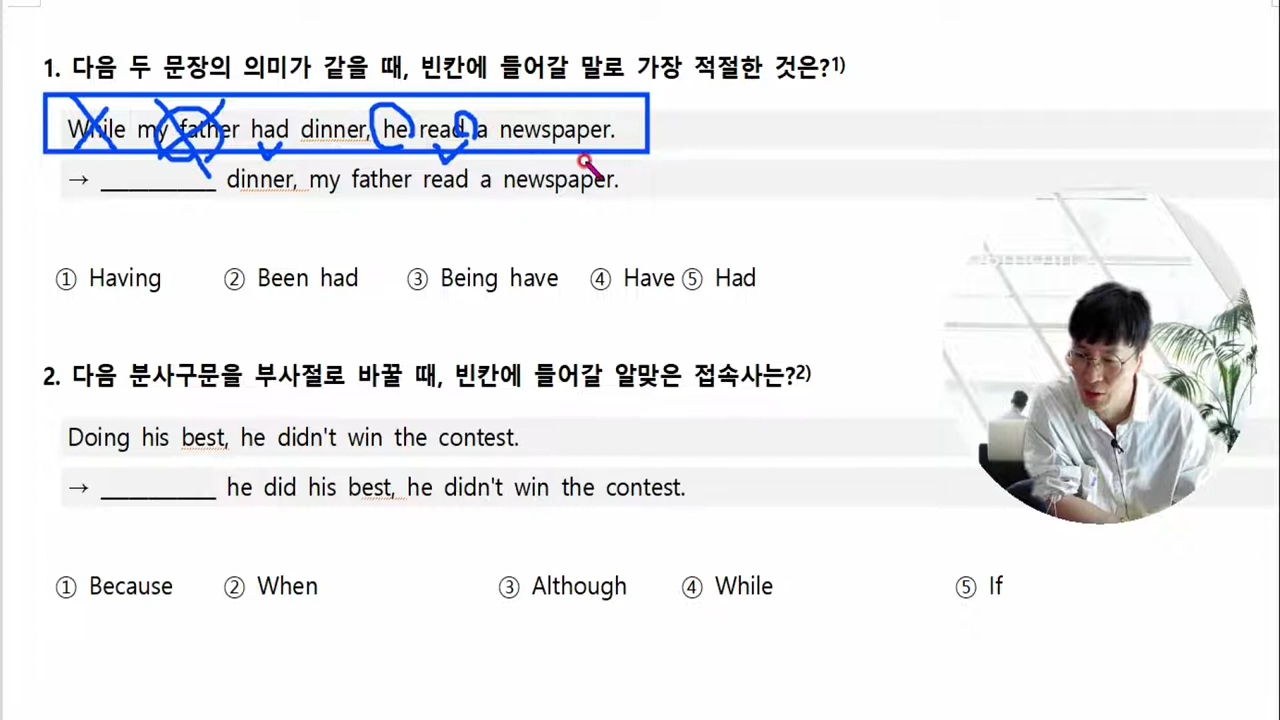 1. 다음 두 문장의 의미가 같을 때, 빈칸에 들어갈 말로 가장 적절한 것은?1)
While my father had dinner, he read a newspaper.
→ __________ dinner, my father read a newspaper.
① Having ② Been had ③ Being have ④ Have ⑤ Had
2. 다음 분사구문을 부사절로 바꿀 때, 빈칸에 들어갈 알맞은 접속사는?2)
Doing his best, he didn't win the contest.
→ __________ he did his best, he didn't win the contest.
① Because ② When ③ Although ④ While ⑤ If